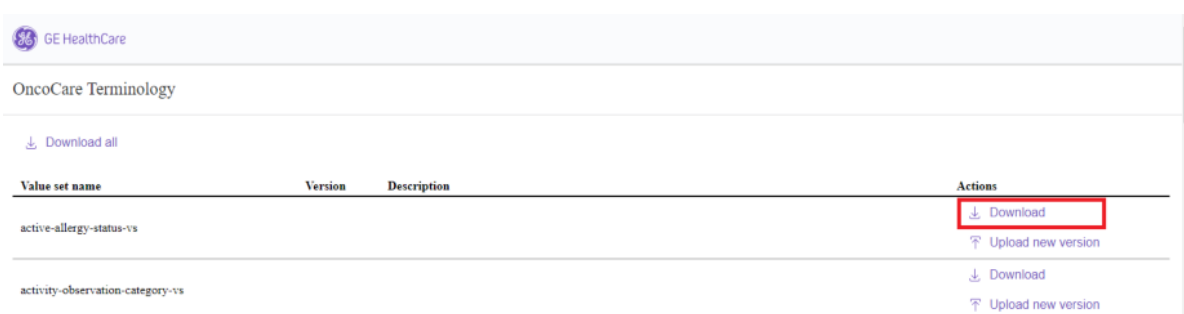 GE HealthCare
OncoCare Terminology
Download all
Value set name Version Description Actions
active-allergy-status-vs
Download
Upload new version
activity-observation-category-vs
Download
Upload new version